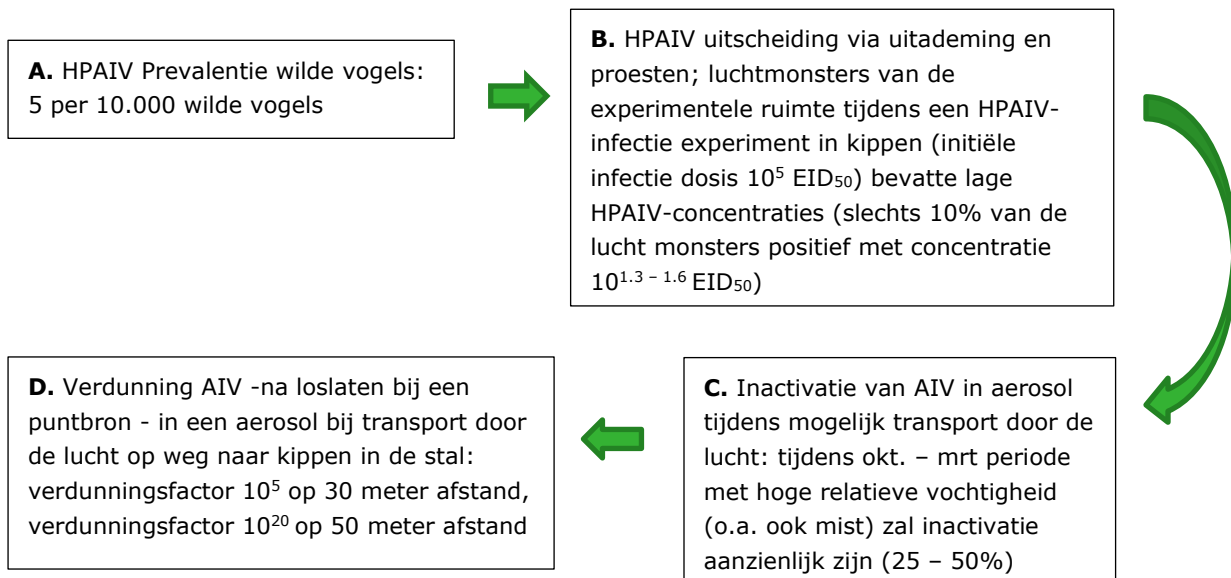 A. HPAIV Prevalentie wilde vogels:
5 per 10.000 wilde vogels
B. HPAIV uitscheiding via uitademing en
proesten; luchtmonsters van de
experimentele ruimte tijdens een HPAIV-
infectie experiment in kippen (initiële
infectie dosis 10⁵ EID₅₀) bevatte lage
HPAIV-concentraties (slechts 10% van de
lucht monsters positief met concentratie
10¹·³ ⁻ ¹·⁶ EID₅₀)
C. Inactivatie van AIV in aerosol
tijdens mogelijk transport door de
lucht: tijdens okt. – mrt periode
met hoge relatieve vochtigheid
(o.a. ook mist) zal inactivatie
aanzienlijk zijn (25 – 50%)
D. Verdunning AIV -na loslaten bij een
puntbron - in een aerosol bij transport door
de lucht op weg naar kippen in de stal:
verdunningsfactor 10⁵ op 30 meter afstand,
verdunningsfactor 10²⁰ op 50 meter afstand